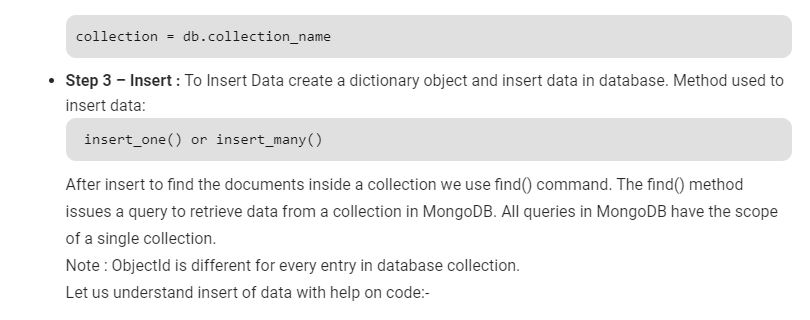 collection = db.collection_name
• Step 3 – Insert : To Insert Data create a dictionary object and insert data in database. Method used to
insert data:
insert_one() or insert_many()
After insert to find the documents inside a collection we use find() command. The find() method
issues a query to retrieve data from a collection in MongoDB. All queries in MongoDB have the scope
of a single collection.
Note : ObjectId is different for every entry in database collection.
Let us understand insert of data with help on code:-